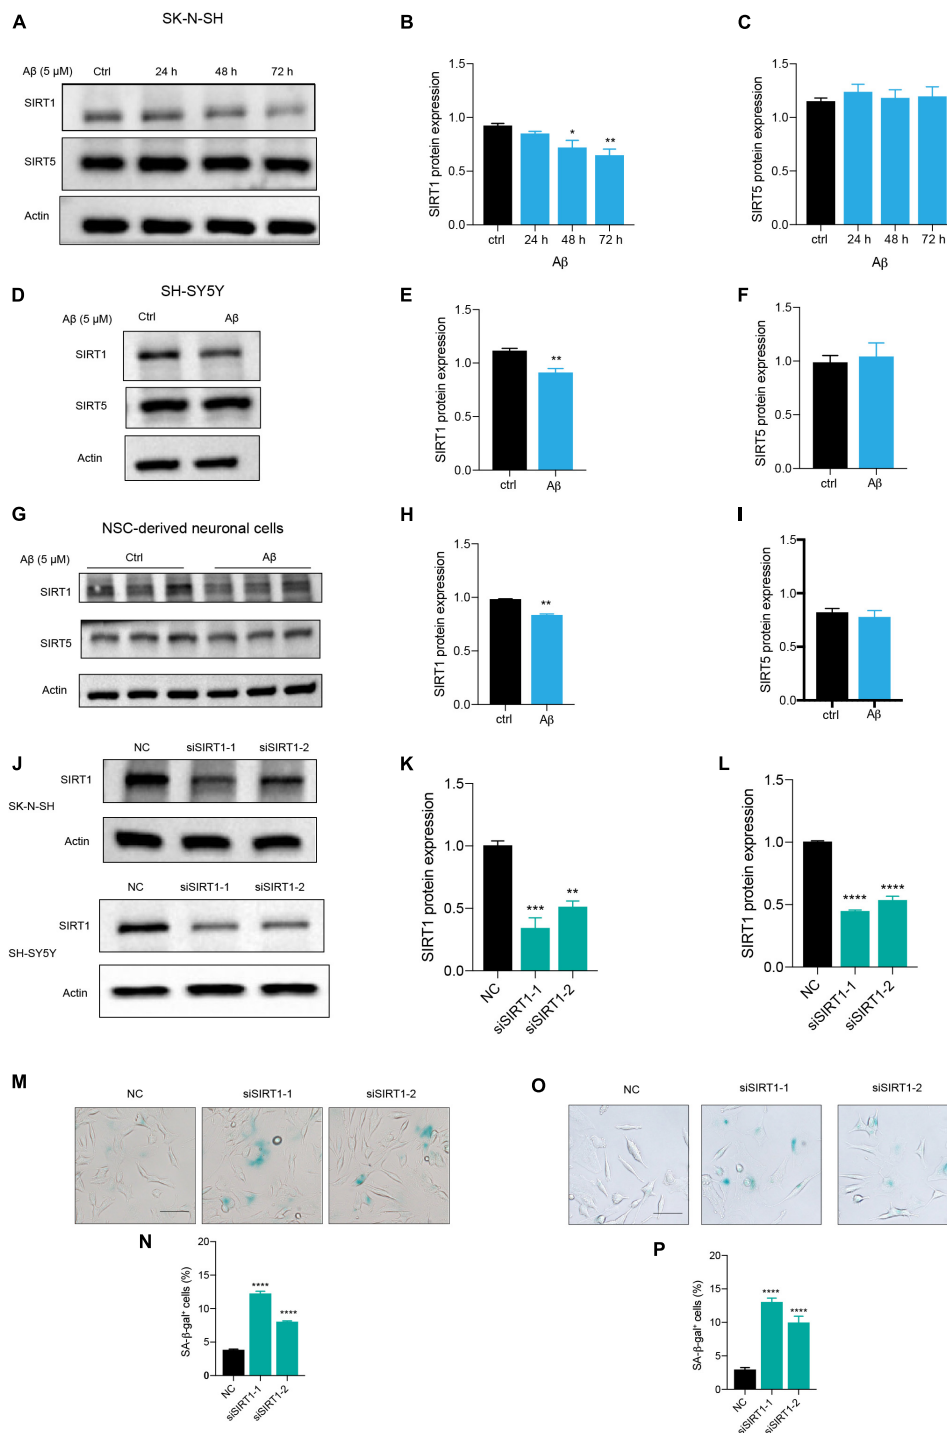 A
SK-N-SH
Aβ (5 µM)
Ctrl
24 h
48 h
72 h
SIRT1
SIRT5
Actin
B
SIRT1 protein expression
1.5
1.0
0.5
0.0
*
**
ctrl
24 h
48 h
72 h
Aβ
C
SIRT5 protein expression
1.5
1.0
0.5
0.0
ctrl
24 h
48 h
72 h
Aβ
D
SH-SY5Y
Aβ (5 µM)
Ctrl
Aβ
SIRT1
SIRT5
Actin
E
SIRT1 protein expression
1.5
1.0
0.5
0.0
**
ctrl
Aβ
F
SIRT5 protein expression
1.5
1.0
0.5
0.0
ctrl
Aβ
G
NSC-derived neuronal cells
Aβ (5 µM)
Ctrl
Aβ
SIRT1
SIRT5
Actin
H
SIRT1 protein expression
1.5
1.0
0.5
0.0
**
ctrl
Aβ
I
SIRT5 protein expression
1.5
1.0
0.5
0.0
ctrl
Aβ
J
NC
siSIRT1-1
siSIRT1-2
SIRT1
SK-N-SH
Actin
NC
siSIRT1-1
siSIRT1-2
SIRT1
SH-SY5Y
Actin
K
SIRT1 protein expression
1.5
1.0
0.5
0.0
***
**
NC
siSIRT1-1
siSIRT1-2
L
SIRT1 protein expression
1.5
1.0
0.5
0.0
****
****
NC
siSIRT1-1
siSIRT1-2
M
NC
siSIRT1-1
siSIRT1-2
N
SA-β-gal⁺ cells (%)
20
15
10
5
0
****
****
NC
siSIRT1-1
siSIRT1-2
O
NC
siSIRT1-1
siSIRT1-2
P
SA-β-gal⁺ cells (%)
20
15
10
5
0
****
****
NC
siSIRT1-1
siSIRT1-2